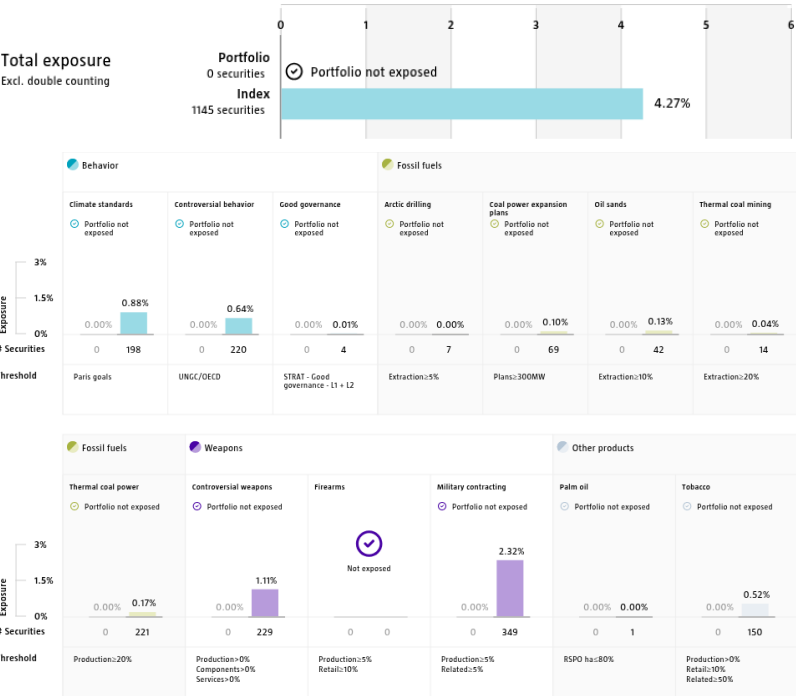 0 1 2 3 4 5 6
Total exposure
Excl. double counting
Portfolio
0 securities
Portfolio not exposed
Index
1145 securities
4.27%
Behavior
Fossil fuels
Climate standards
Controversial behavior
Good governance
Arctic drilling
Coal power expansion
plans
Oil sands
Thermal coal mining
Portfolio not
exposed
Portfolio not
exposed
Portfolio not
exposed
Portfolio not
exposed
Portfolio not
exposed
Portfolio not
exposed
Portfolio not
exposed
Exposure
3%
1.5%
0%
0.00% 0.88%
0.00% 0.64%
0.00% 0.01%
0.00% 0.00%
0.00% 0.10%
0.00% 0.13%
0.00% 0.04%
# Securities
0 198
0 220
0 4
0 7
0 69
0 42
0 14
hreshold
Paris goals
UNGC/OECD
STRAT - Good
governance - L1 + L2
Extraction≥5%
Plans≥300MW
Extraction≥10%
Extraction≥20%
Fossil fuels
Weapons
Other products
Thermal coal power
Controversial weapons
Firearms
Military contracting
Palm oil
Tobacco
Portfolio not exposed
Portfolio not exposed
Not exposed
Portfolio not exposed
Portfolio not exposed
Portfolio not exposed
Exposure
3%
1.5%
0%
0.00% 0.17%
0.00% 1.11%
0.00% 2.32%
0.00% 0.00%
0.00% 0.52%
# Securities
0 221
0 229
0 0
0 349
0 1
0 150
hreshold
Production≥20%
Production>0%
Components>0%
Services>0%
Production≥5%
Retail≥10%
Production≥5%
Related≥5%
RSPO ha≤80%
Production>0%
Retail≥10%
Related≥50%